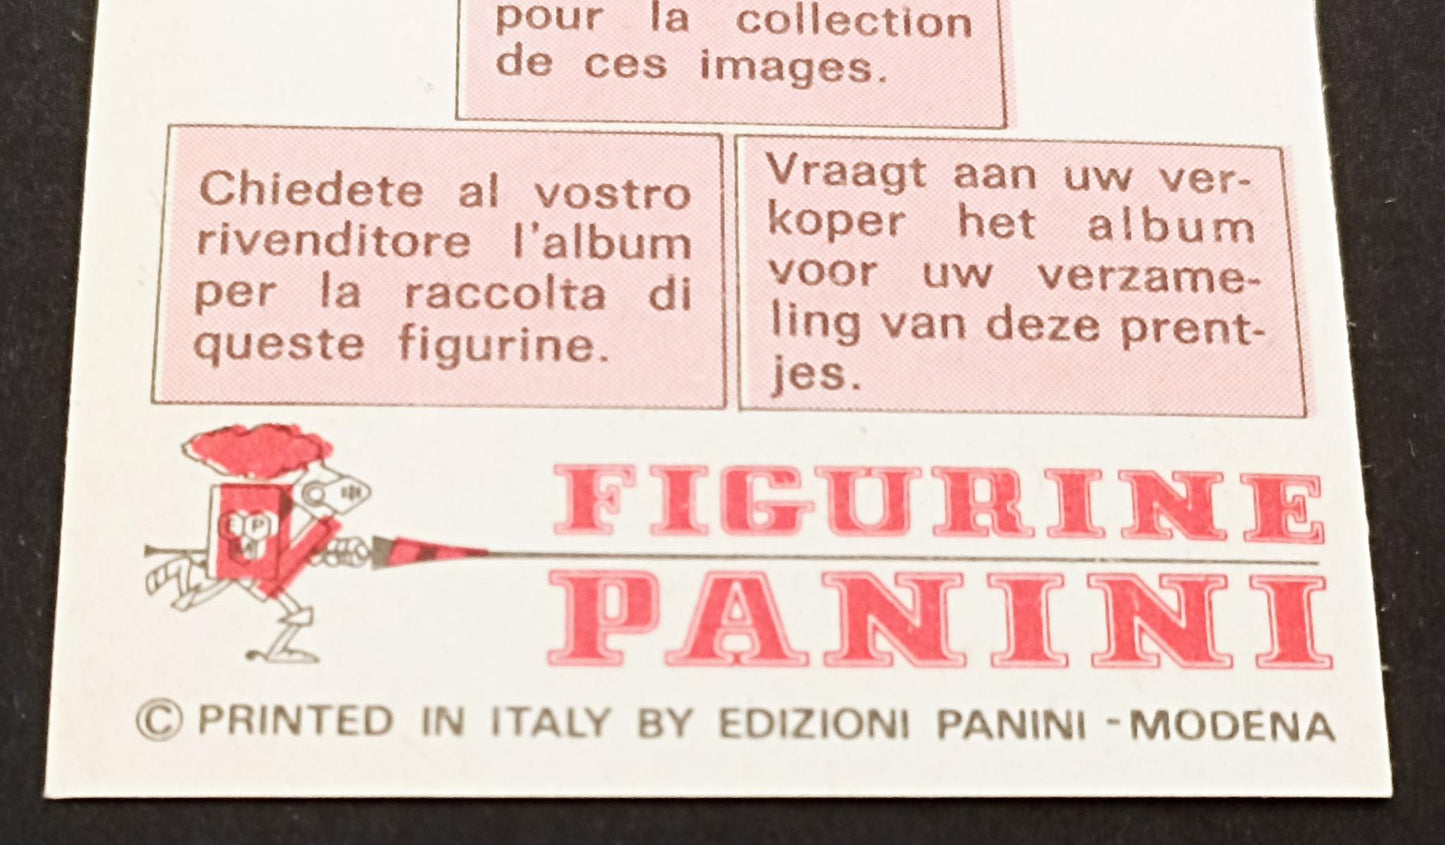 pour la collection
de ces images.
Chiedete al vostro
rivenditore l'album
per la raccolta di
queste figurine.
Vraagt aan uw ver-
koper het album
voor uw verzame-
ling van deze prent-
jes.
FIGURINE
PANINI
© PRINTED IN ITALY BY EDIZIONI PANINI - MODENA